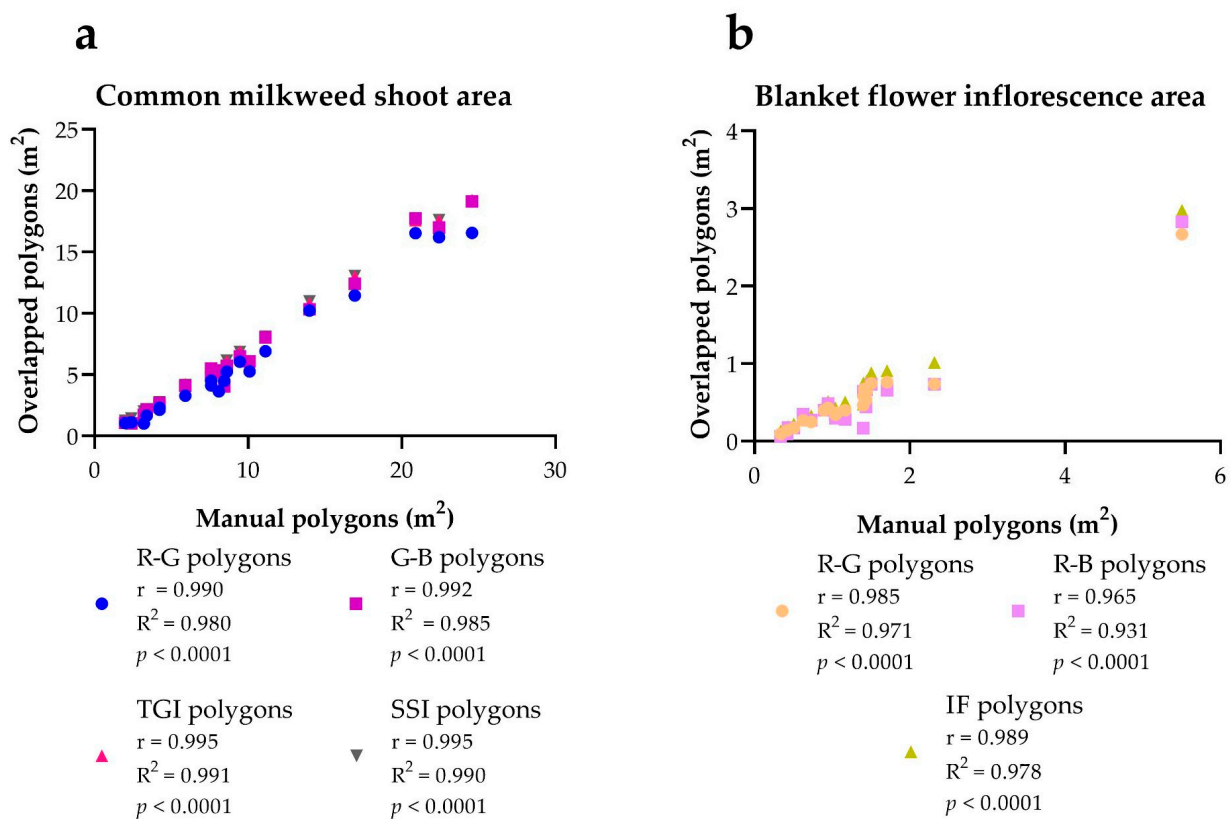 a
Common milkweed shoot area
Overlapped polygons (m²)
25
20
15
10
5
0
0 10 20 30
Manual polygons (m²)
R-G polygons
r = 0.990
R² = 0.980
p < 0.0001
G-B polygons
r = 0.992
R² = 0.985
p < 0.0001
TGI polygons
r = 0.995
R² = 0.991
p < 0.0001
SSI polygons
r = 0.995
R² = 0.990
p < 0.0001
b
Blanket flower inflorescence area
Overlapped polygons (m²)
4
3
2
1
0
0 2 4 6
Manual polygons (m²)
R-G polygons
r = 0.985
R² = 0.971
p < 0.0001
R-B polygons
r = 0.965
R² = 0.931
p < 0.0001
IF polygons
r = 0.989
R² = 0.978
p < 0.0001